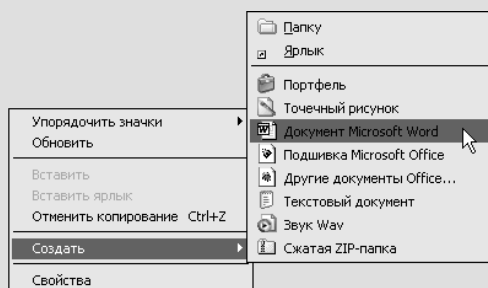 Упорядочить значки
Обновить
Вставить
Вставить ярлык
Отменить копирование Ctrl+Z
Создать
Свойства
Папку
Ярлык
Портфель
Точечный рисунок
Документ Microsoft Word
Подшивка Microsoft Office
Другие документы Office...
Текстовый документ
Звук Wav
Сжатая ZIP-папка